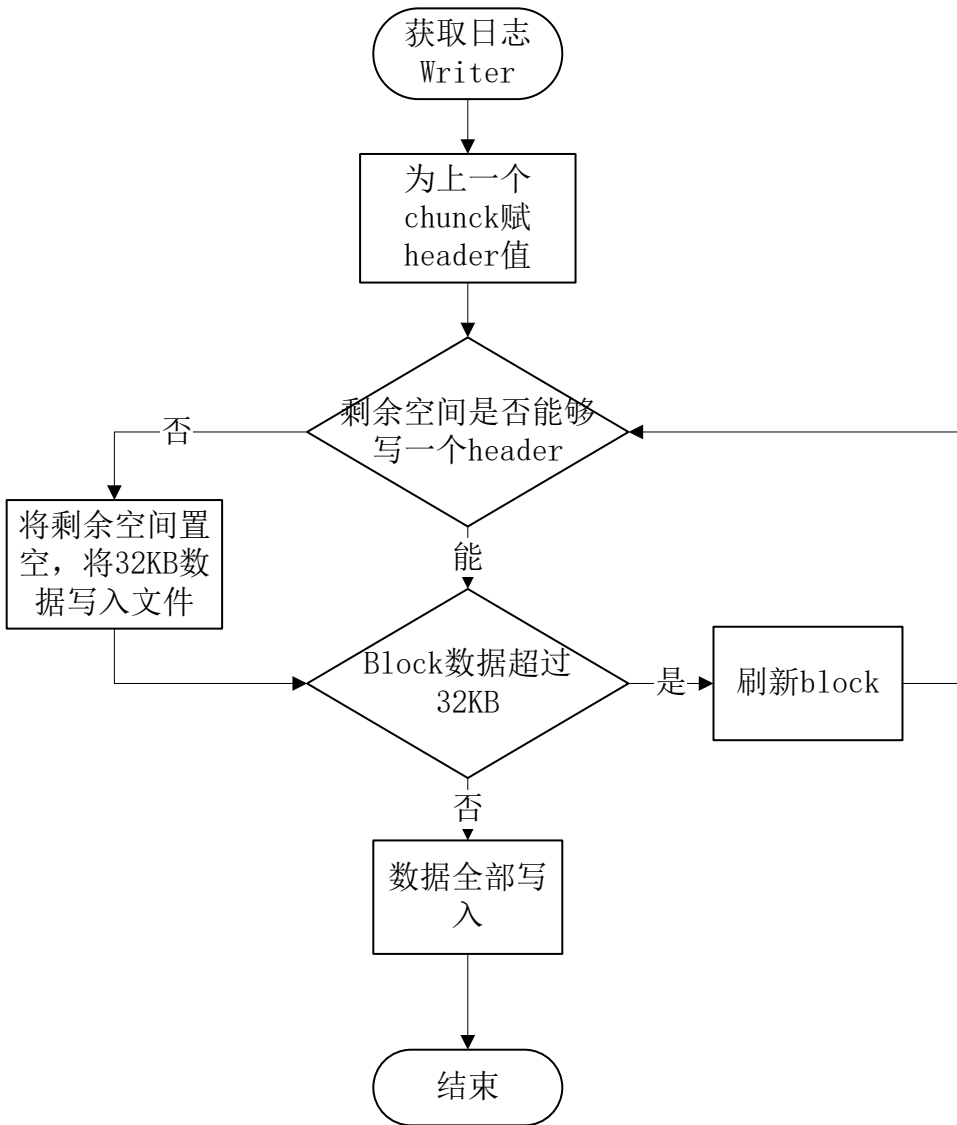 获取日志
Writer
为上一个
chunck赋
header值
剩余空间是否能够
写一个header
否
将剩余空间置
空，将32KB数
据写入文件
能
Block数据超过
32KB
是
刷新block
否
数据全部写
入
结束